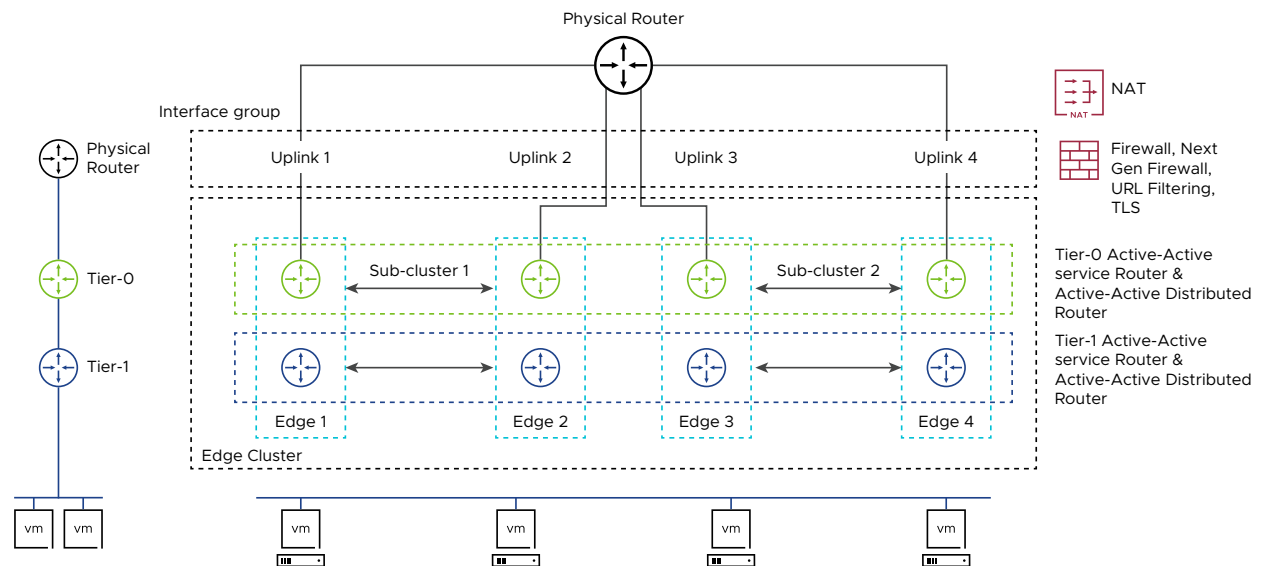 Physical Router
Interface group
Uplink 1
Uplink 2
Uplink 3
Uplink 4
Physical
Router
Tier-0
Tier-1
Sub-cluster 1
Sub-cluster 2
Edge 1
Edge 2
Edge 3
Edge 4
Edge Cluster
vm
vm
vm
vm
vm
vm
NAT
NAT
Firewall, Next
Gen Firewall,
URL Filtering,
TLS
Tier-0 Active-Active
service Router &
Active-Active Distributed
Router
Tier-1 Active-Active
service Router &
Active-Active Distributed
Router